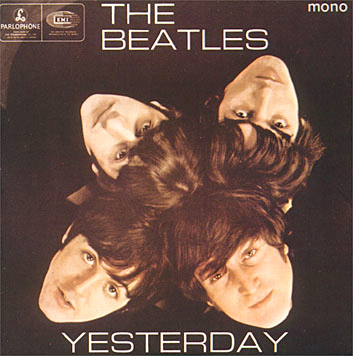 THE
BEATLES
mono
PARLOPHONE
EMI
YESTERDAY